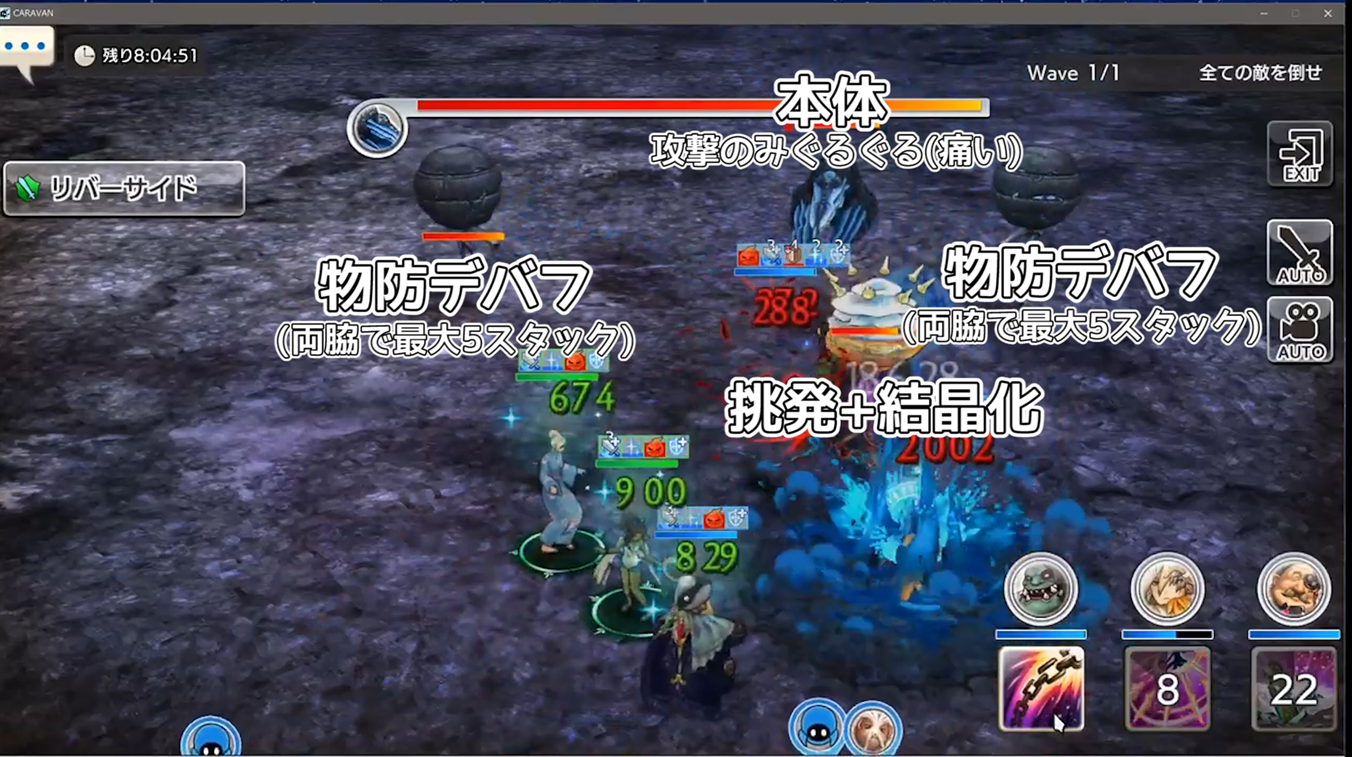 CARAVAN
残り8:04:51
Wave 1/1
全ての敵を倒せ
本体
攻撃のみぐるぐる(痛い)
EXIT
リバーサイド
物防デバフ
(両脇で最大5スタック)
物防デバフ
(両脇で最大5スタック)
AUTO
AUTO
3 4 2 2
288
674
挑発+結晶化
2002
900
829
8
22